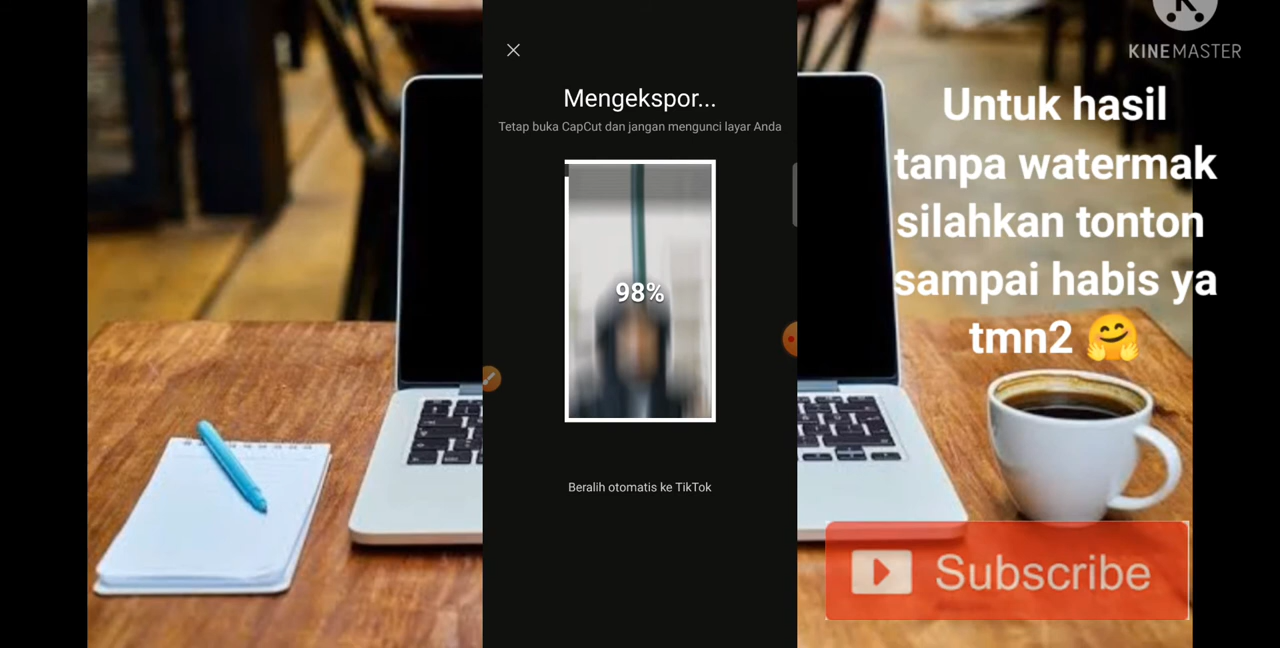 KINEMASTER
Mengekspor...
Tetap buka CapCut dan jangan mengunci layar Anda
98%
Beralih otomatis ke TikTok
Untuk hasil
tanpa watermak
silahkan tonton
sampai habis ya
tmn2 🤗
Subscribe